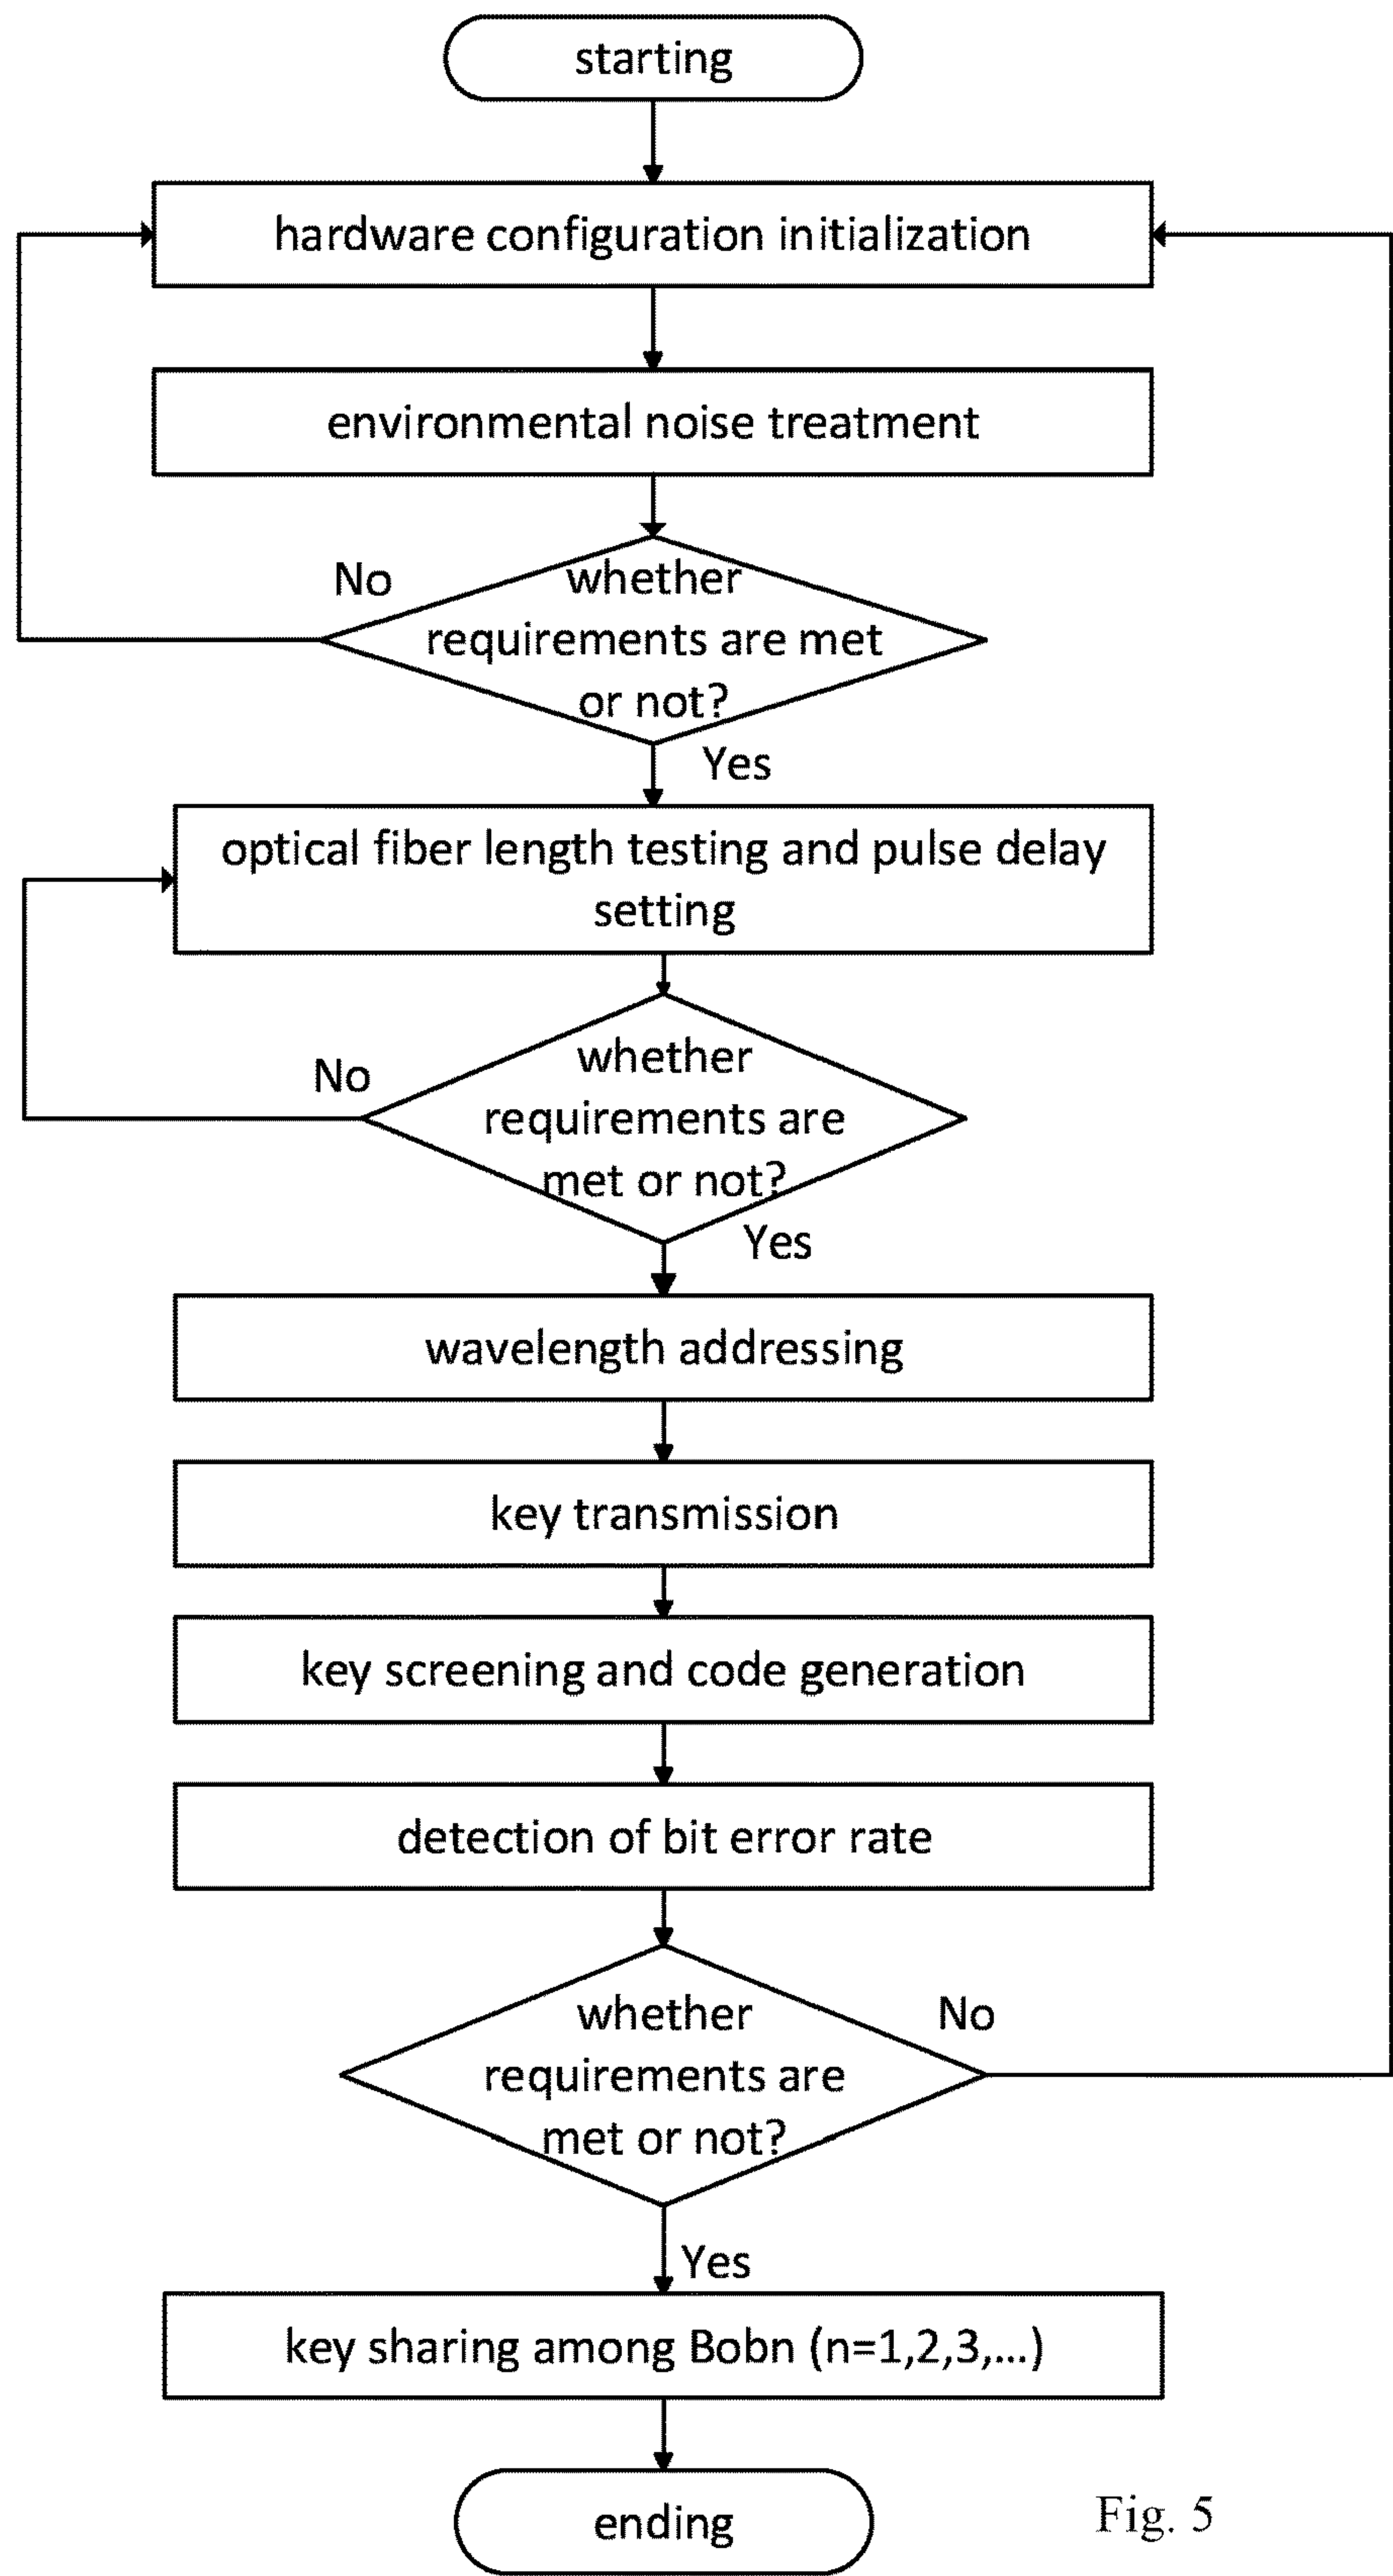 starting
hardware configuration initialization
environmental noise treatment
No
whether
requirements are met
or not?
Yes
optical fiber length testing and pulse delay
setting
No
whether
requirements are
met or not?
Yes
wavelength addressing
key transmission
key screening and code generation
detection of bit error rate
whether
requirements are
met or not?
No
Yes
key sharing among Bobn (n=1,2,3,...)
ending
Fig. 5